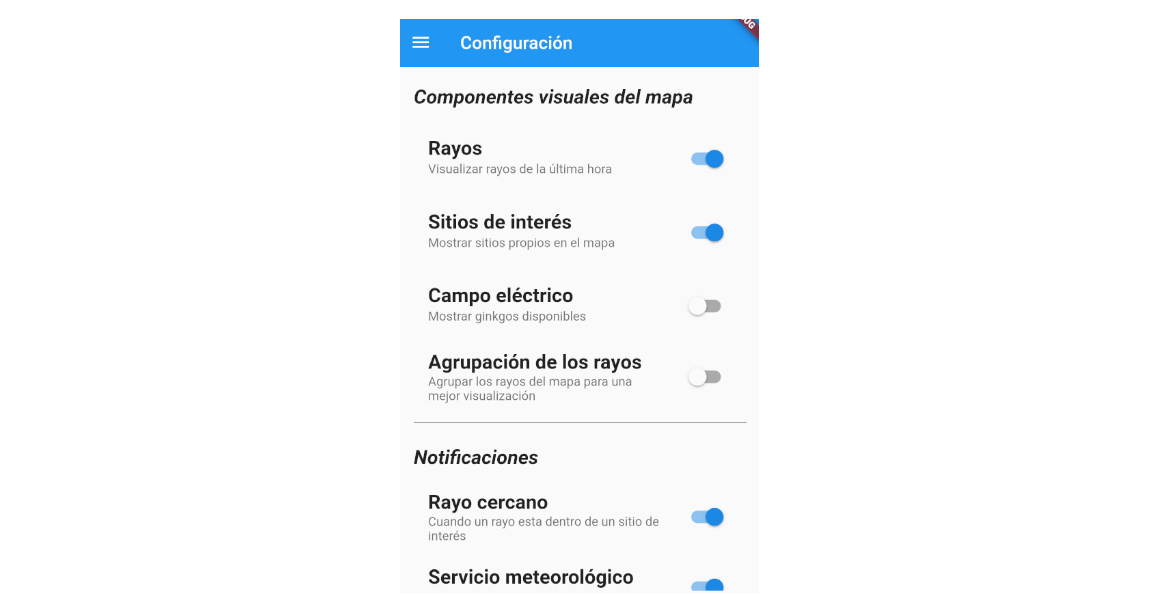 Configuración
Componentes visuales del mapa
Rayos
Visualizar rayos de la última hora
Sitios de interés
Mostrar sitios propios en el mapa
Campo eléctrico
Mostrar ginkgos disponibles
Agrupación de los rayos
Agrupar los rayos del mapa para una
mejor visualización
Notificaciones
Rayo cercano
Cuando un rayo esta dentro de un sitio de
interés
Servicio meteorológico